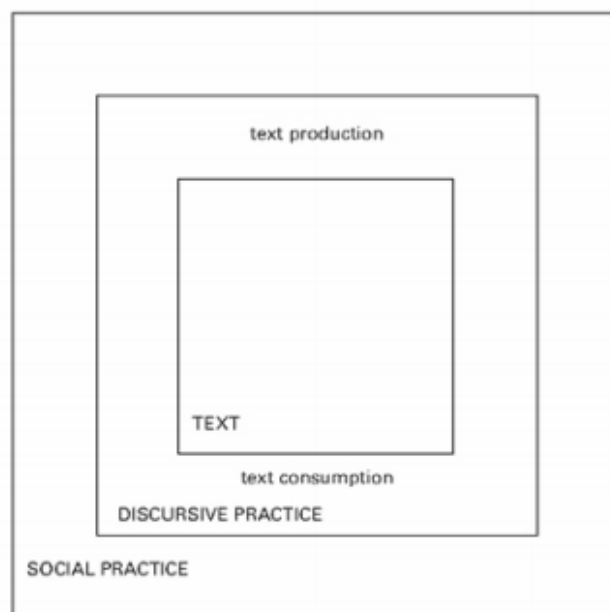 text production
TEXT
text consumption
DISCURSIVE PRACTICE
SOCIAL PRACTICE